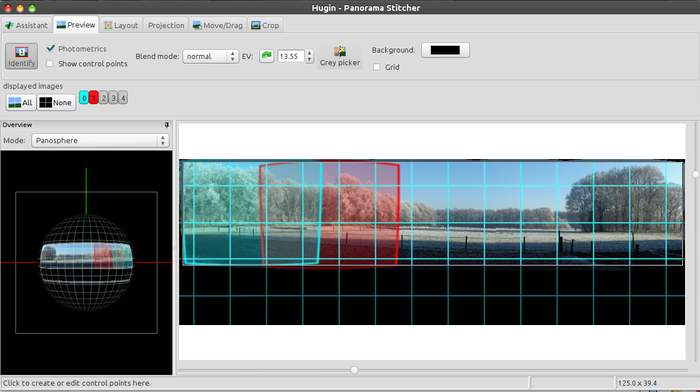 Hugin - Panorama Stitcher
Assistant Preview Layout Projection Move/Drag Crop
Identify
Photometrics
Show control points
Blend mode: normal
EV: 13.55
Grey picker
Background:
Grid
displayed images
All None 0 1 2 3 4
Overview
Mode: Panosphere
Click to create or edit control points here.
125.0 x 39.4